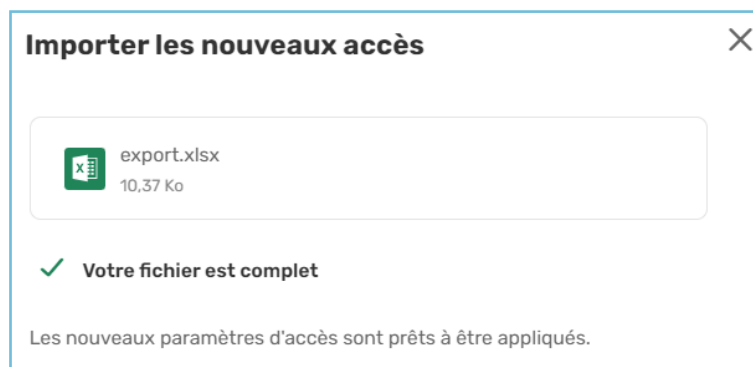 Importer les nouveaux accès
export.xlsx
10,37 Ko
Votre fichier est complet
Les nouveaux paramètres d'accès sont prêts à être appliqués.